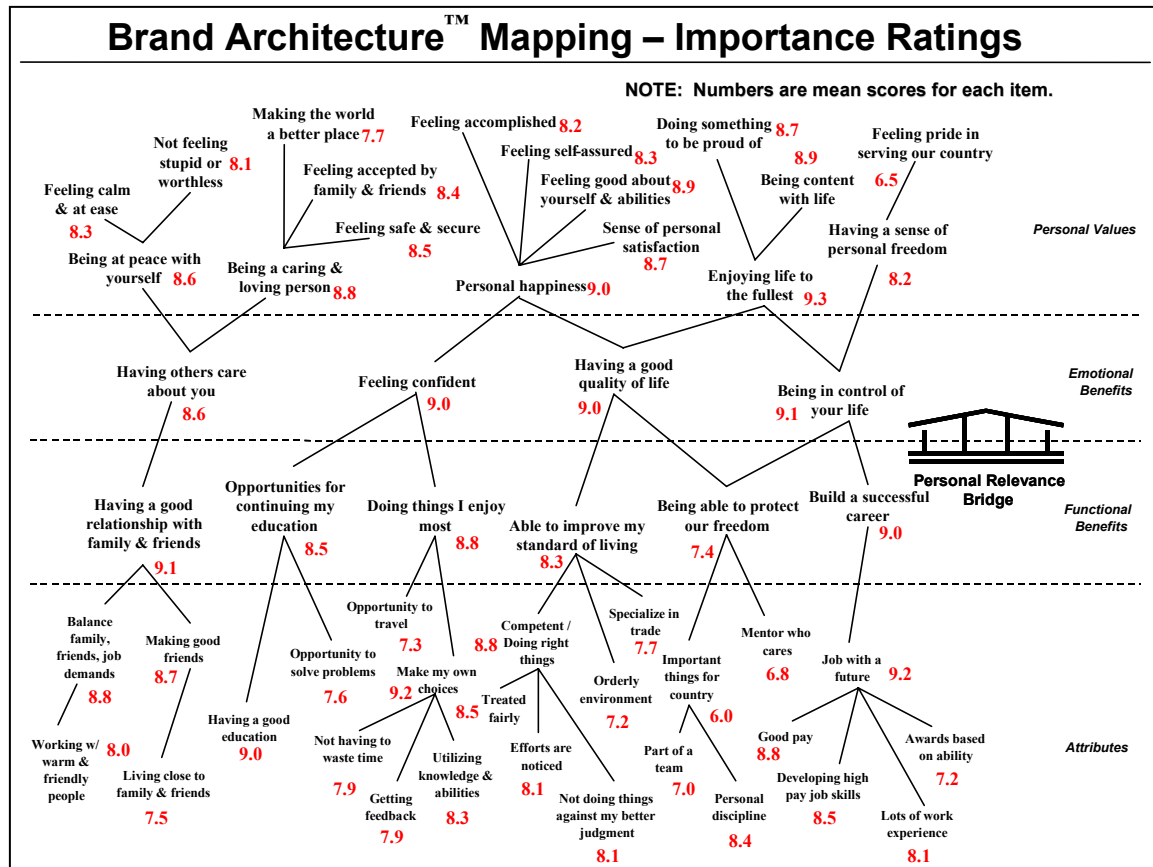 Brand Architecture™ Mapping – Importance Ratings
NOTE: Numbers are mean scores for each item.
Making the world
a better place 7.7
Not feeling
stupid or 8.1
worthless
Feeling calm
& at ease
8.3
Feeling accepted by
family & friends 8.4
Feeling safe & secure
8.5
Being at peace with
yourself 8.6
Being a caring &
loving person 8.8
Feeling accomplished 8.2
Feeling self-assured 8.3
Feeling good about
yourself & abilities 8.9
Sense of personal
satisfaction
8.7
Personal happiness 9.0
Doing something 8.7
to be proud of
8.9
Being content
with life
Enjoying life to
the fullest 9.3
Feeling pride in
serving our country
6.5
Having a sense of
personal freedom
8.2
Personal Values
Having others care
about you
8.6
Feeling confident
9.0
Having a good
quality of life
9.0
Being in control of
9.1 your life
Emotional
Benefits
Personal Relevance
Bridge
Having a good
relationship with
family & friends
9.1
Opportunities for
continuing my
education
8.5
Doing things I enjoy
most 8.8
Able to improve my
standard of living
8.3
Being able to protect
our freedom
7.4
Build a successful
career
9.0
Functional
Benefits
Balance
family,
friends, job
demands
8.8
Making good
friends
8.7
Working w/ 8.0
warm &
friendly
people
Living close to
family & friends
7.5
Having a good
education
9.0
Opportunity to
solve problems
7.6
Opportunity to
travel
7.3
Make my own
9.2 choices
Not having to
waste time
7.9
Getting
feedback
7.9
Utilizing
knowledge &
abilities
8.3
8.8
Competent /
Doing right
things
Treated
8.5 fairly
Efforts are
noticed
8.1
Not doing things
against my better
judgment
8.1
Orderly
environment
7.2
Specialize in
trade
7.7
Important
things for
country
6.0
Mentor who
cares
6.8
Part of a
team
7.0
Personal
discipline
8.4
Job with a
future 9.2
Good pay
8.8
Developing high
pay job skills
8.5
Awards based
on ability
7.2
Lots of work
experience
8.1
Attributes